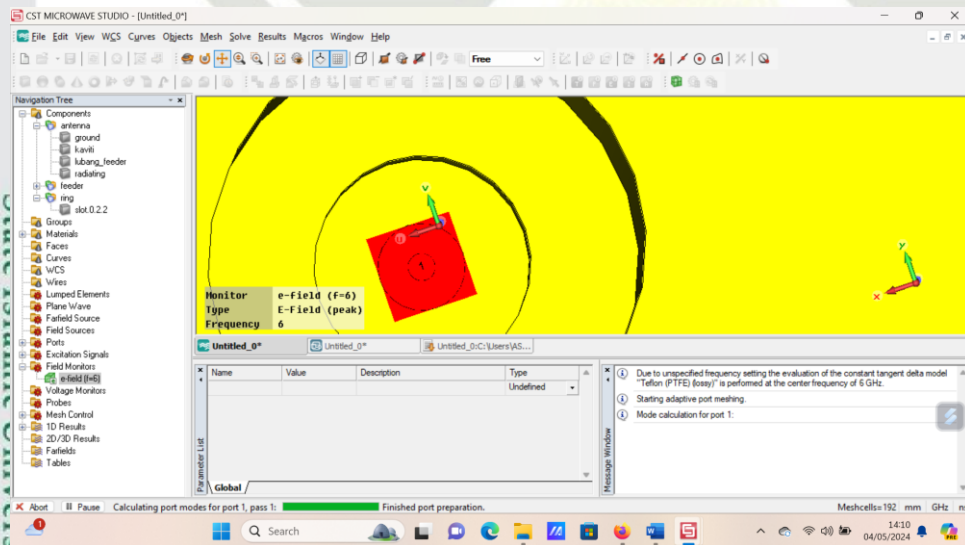 CST MICROWAVE STUDIO - [Untitled_0*]
File Edit View WCS Curves Objects Mesh Solve Results Macros Window Help
Free
Navigation Tree
Components
antenna
ground
kaviti
lubang_feeder
radiating
feeder
ring
slot.0.2.2
Groups
Materials
Faces
Curves
WCS
Wires
Lumped Elements
Plane Wave
Farfield Source
Field Sources
Ports
Excitation Signals
Field Monitors
e-field (f=6)
Voltage Monitors
Probes
Mesh Control
1D Results
2D/3D Results
Farfields
Tables
v
u
y
x
Monitor e-field (f=6)
Type E-Field (peak)
Frequency 6
Untitled_0* Untitled_0* Untitled_0:C:\Users\AS...
Parameter List
Name Value Description Type
Undefined
Global
Message Window
Due to unspecified frequency setting the evaluation of the constant tangent delta model
"Teflon (PTFE) (lossy)" is performed at the center frequency of 6 GHz.
Starting adaptive port meshing.
Mode calculation for port 1:
Abort Pause Calculating port modes for port 1, pass 1: Finished port preparation. Meshcells=192 mm GHz
1
Search
14:10
04/05/2024
PRE